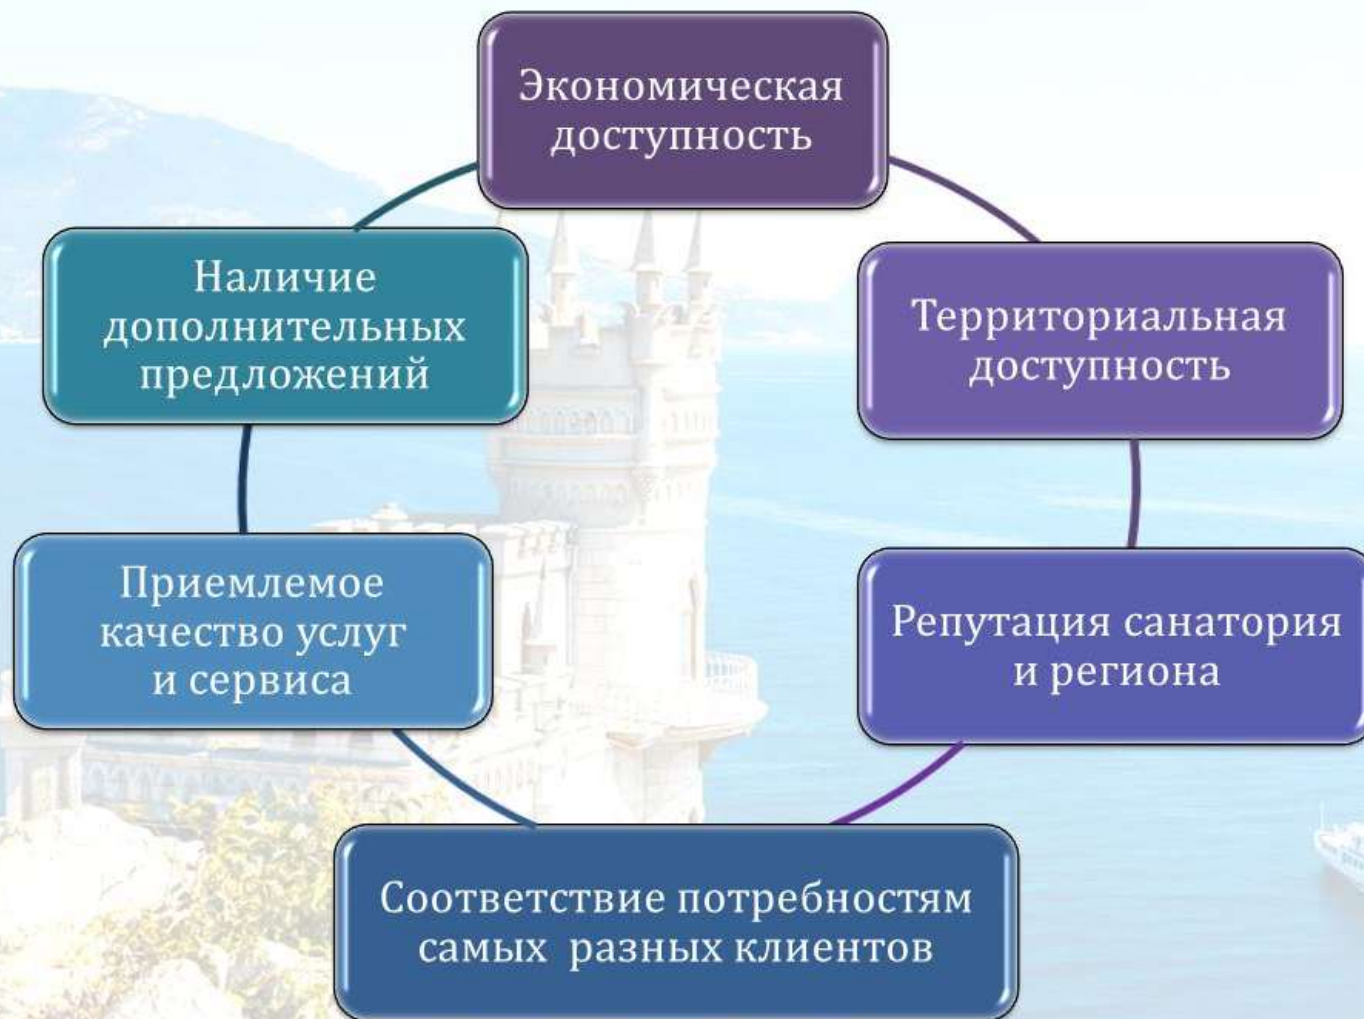 Экономическая
доступность
Территориальная
доступность
Репутация санатория
и региона
Соответствие потребностям
самых разных клиентов
Приемлемое
качество услуг
и сервиса
Наличие
дополнительных
предложений